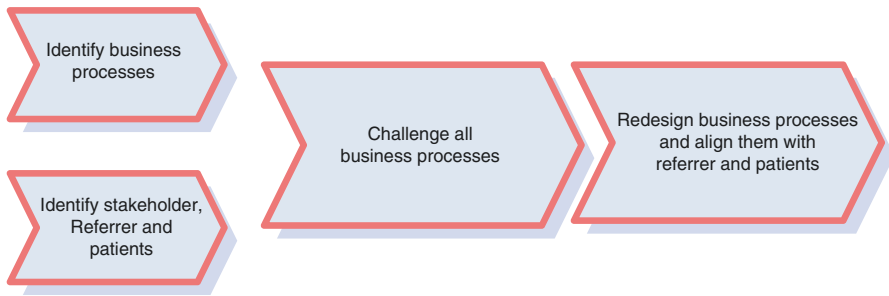 Identify business
processes
Identify stakeholder,
Referrer and
patients
Challenge all
business processes
Redesign business processes
and align them with
referrer and patients